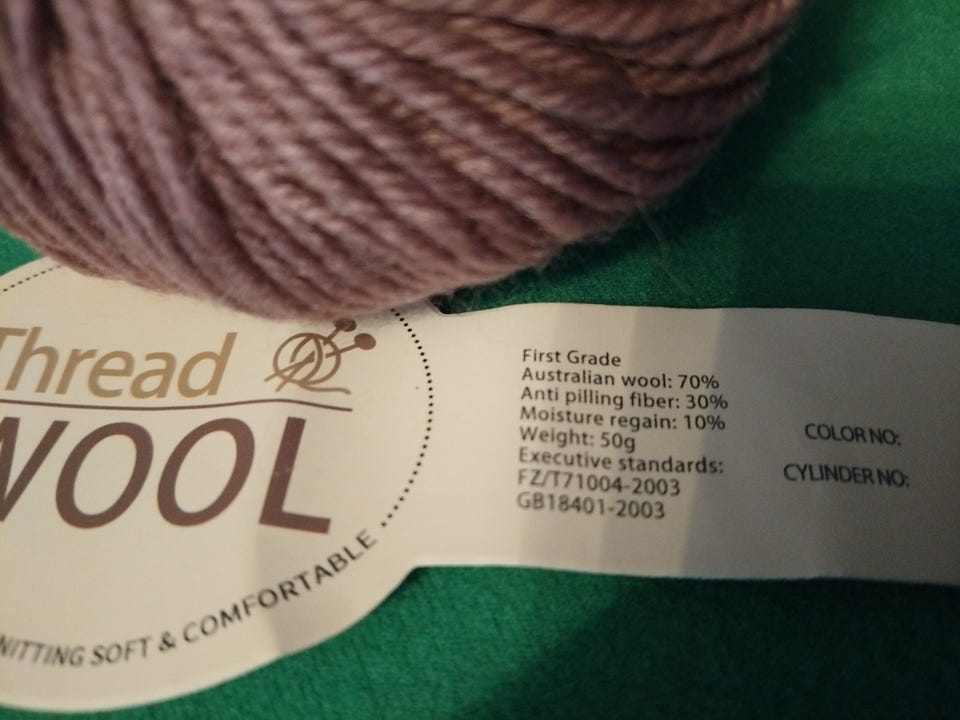 Thread
WOOL
KNITTING SOFT & COMFORTABLE
First Grade
Australian wool: 70%
Anti pilling fiber: 30%
Moisture regain: 10%
Weight: 50g
Executive standards:
FZ/T71004-2003
GB18401-2003
COLOR NO:
CYLINDER NO: